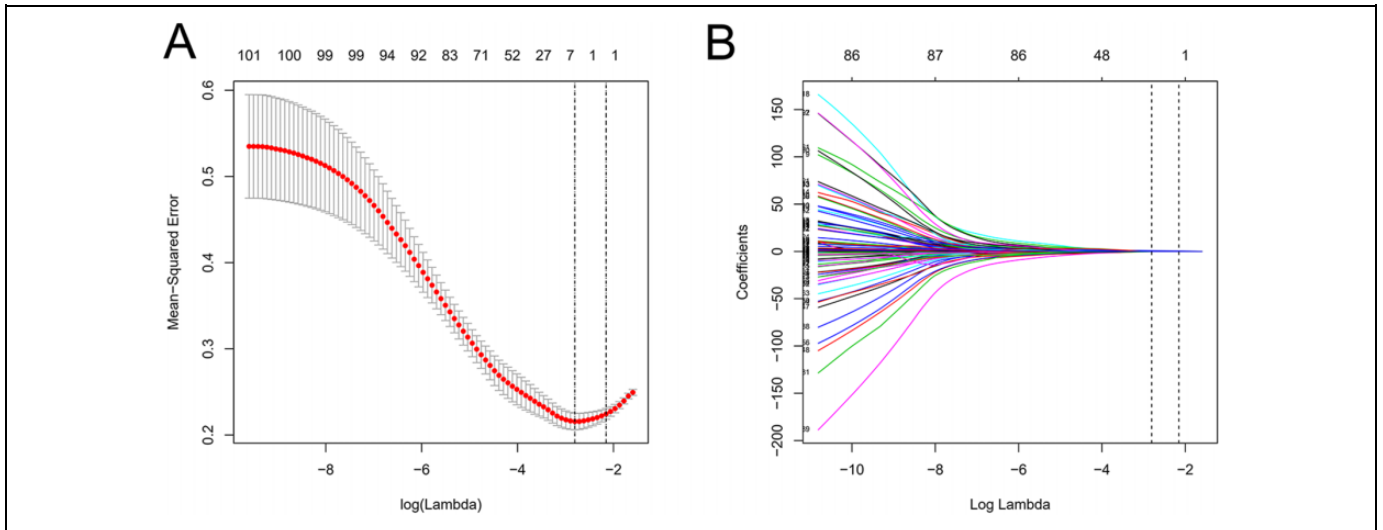 A
101 100 99 99 94 92 83 71 52 27 7 1 1
0.6
0.5
0.4
0.3
0.2
Mean-Squared Error
−8 −6 −4 −2
log(Lambda)
B
86 87 86 48 1
150
100
50
0
−50
−100
−150
−200
Coefficients
−10 −8 −6 −4 −2
Log Lambda